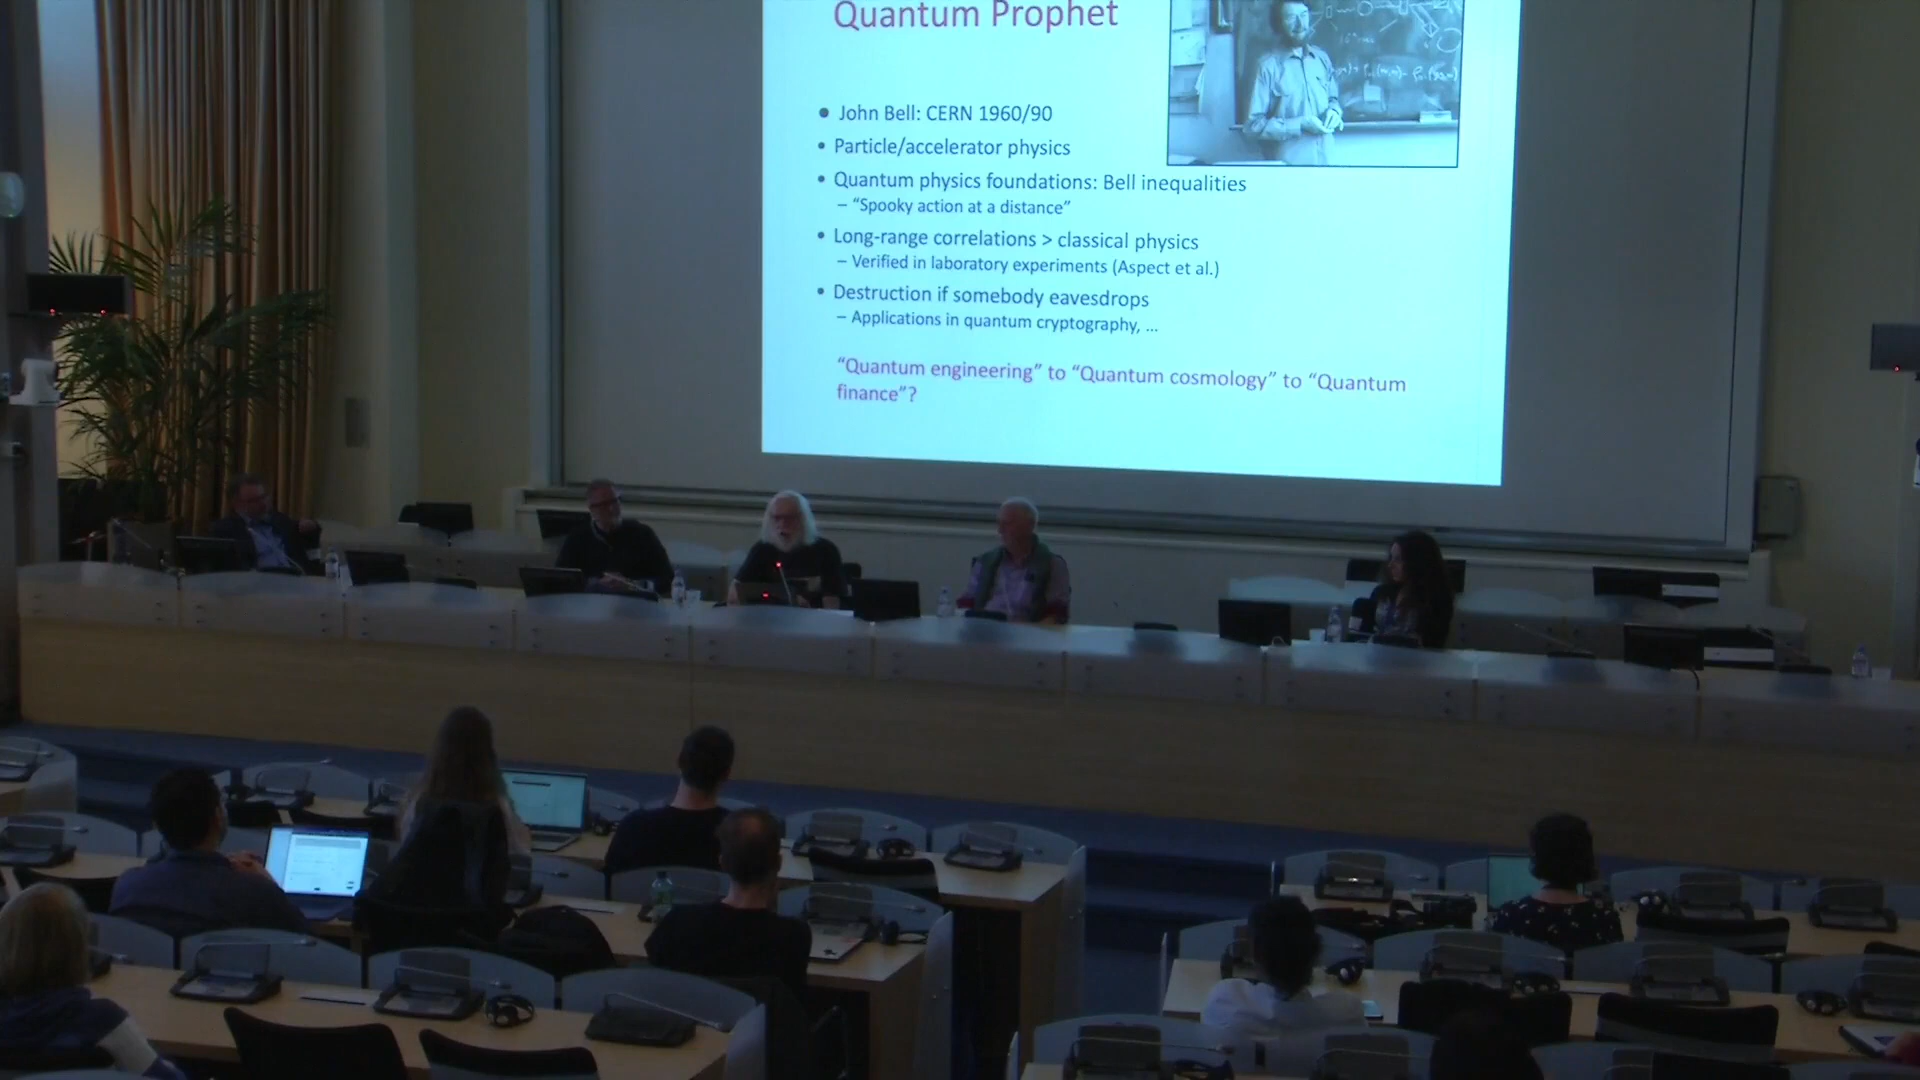 Quantum Prophet
• John Bell: CERN 1960/90
• Particle/accelerator physics
• Quantum physics foundations: Bell inequalities
– “Spooky action at a distance”
• Long-range correlations > classical physics
– Verified in laboratory experiments (Aspect et al.)
• Destruction if somebody eavesdrops
– Applications in quantum cryptography, ...
“Quantum engineering” to “Quantum cosmology” to “Quantum
finance”?